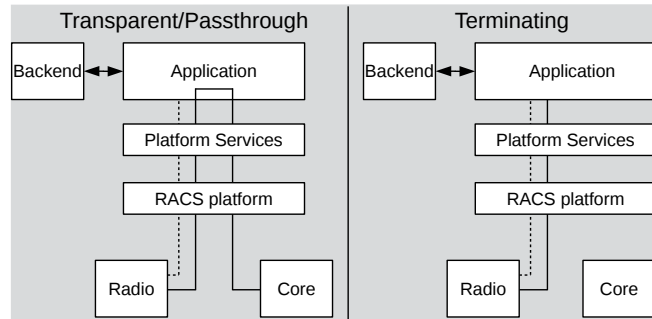 Transparent/Passthrough
Terminating
Backend
Application
Backend
Application
Platform Services
Platform Services
RACS platform
RACS platform
Radio
Core
Radio
Core